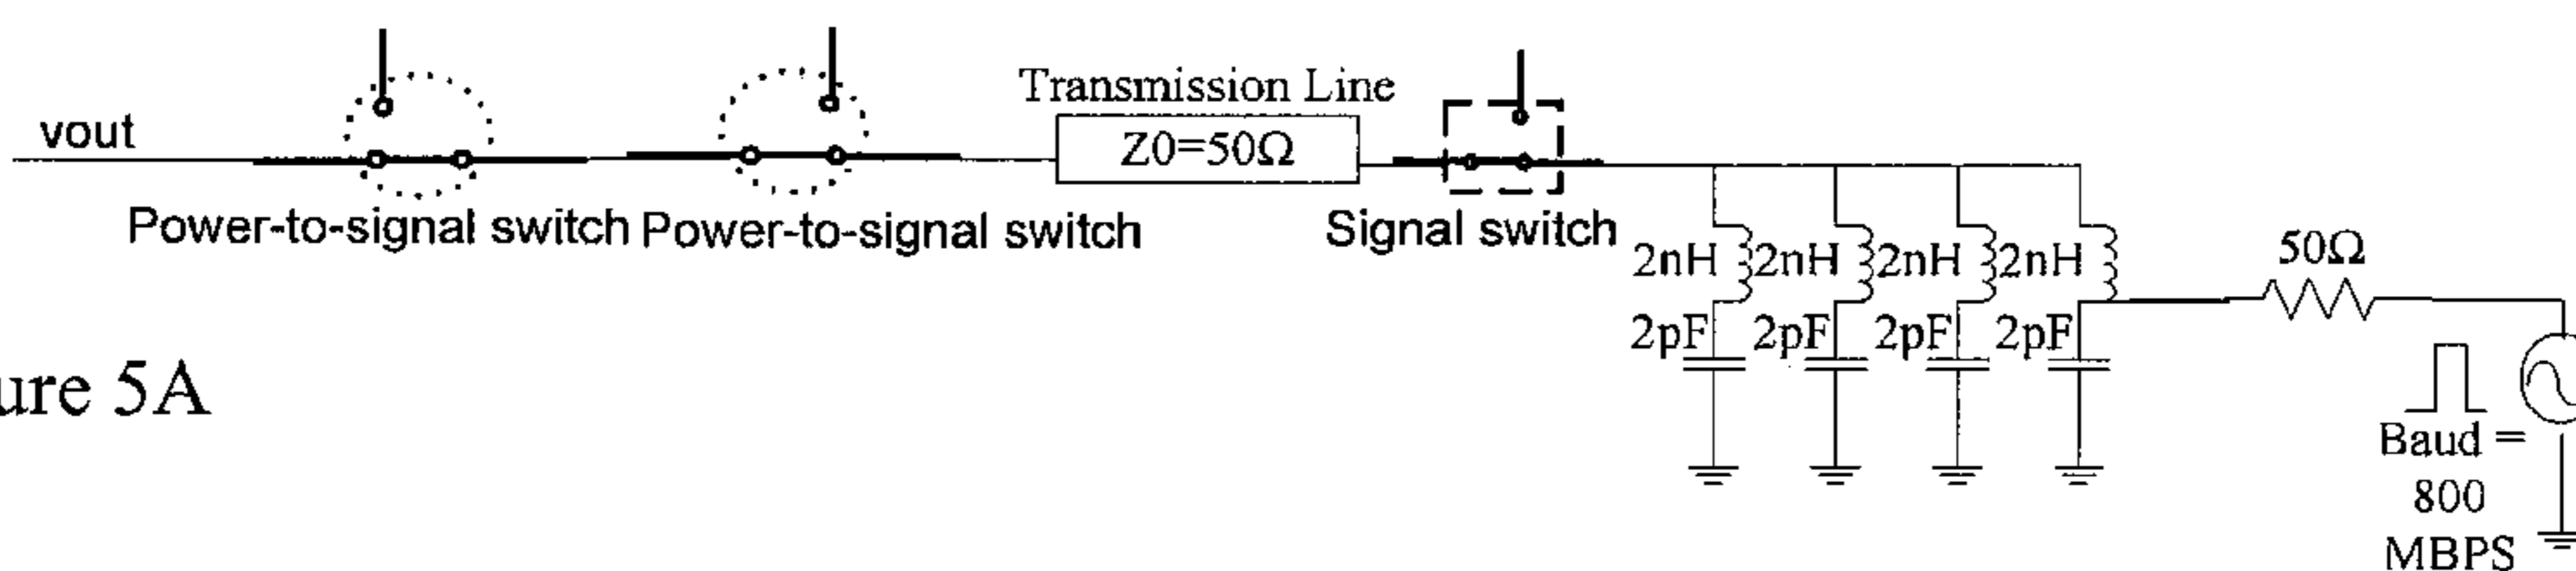 vout
Transmission Line
Z0=50Ω
Power-to-signal switch
Power-to-signal switch
Signal switch
2nH
2nH
2nH
2nH
50Ω
2pF
2pF
2pF
2pF
ure 5A
Baud =
800
MBPS